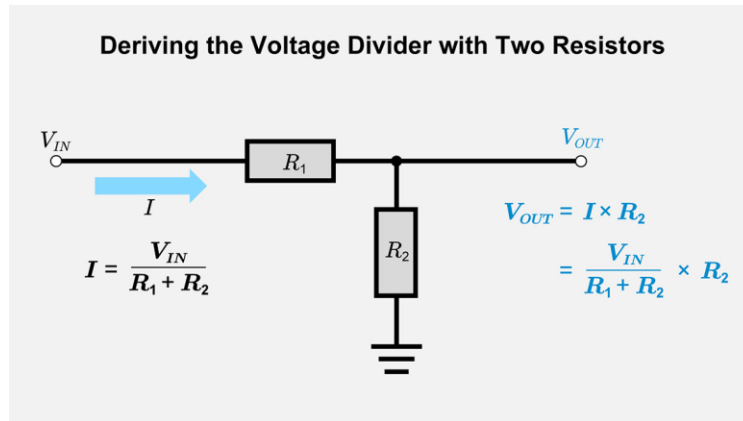 Deriving the Voltage Divider with Two Resistors
V_IN
V_OUT
R₁
I
R₂
I = V_IN / (R₁ + R₂)
V_OUT = I × R₂
= V_IN / (R₁ + R₂) × R₂